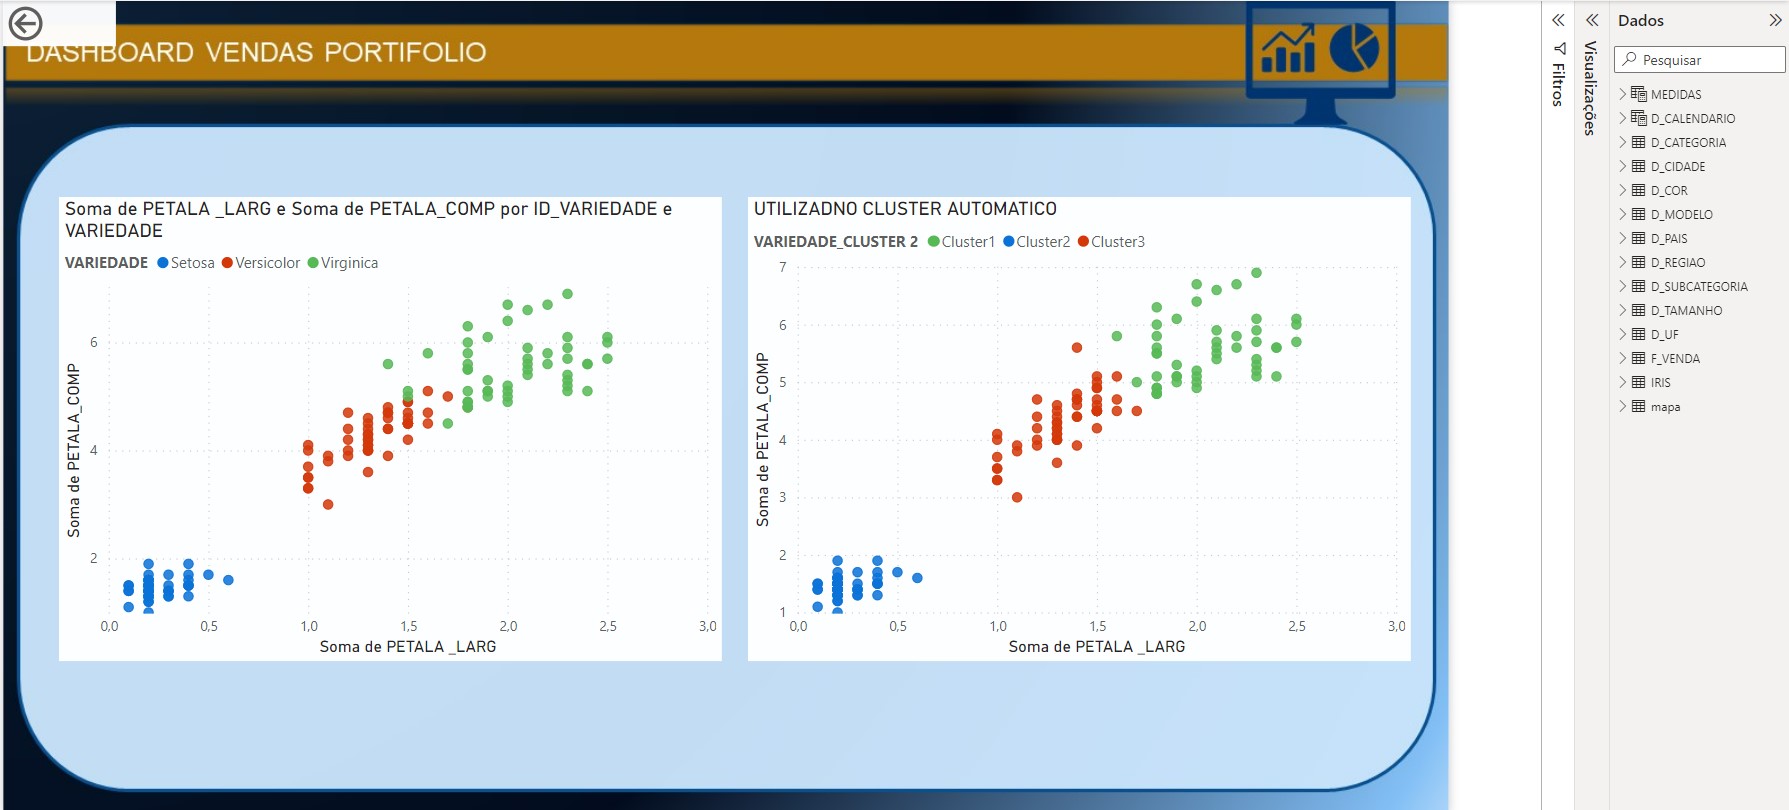 DASHBOARD VENDAS PORTIFOLIO
Soma de PETALA _LARG e Soma de PETALA_COMP por ID_VARIEDADE e
VARIEDADE
VARIEDADE Setosa Versicolor Virginica
6
4
2
Soma de PETALA_COMP
0,0 0,5 1,0 1,5 2,0 2,5 3,0
Soma de PETALA _LARG
UTILIZADNO CLUSTER AUTOMATICO
VARIEDADE_CLUSTER 2 Cluster1 Cluster2 Cluster3
7
6
5
4
3
2
1
Soma de PETALA_COMP
0,0 0,5 1,0 1,5 2,0 2,5 3,0
Soma de PETALA _LARG
Filtros
Visualizações
Dados
Pesquisar
MEDIDAS
D_CALENDARIO
D_CATEGORIA
D_CIDADE
D_COR
D_MODELO
D_PAIS
D_REGIAO
D_SUBCATEGORIA
D_TAMANHO
D_UF
F_VENDA
IRIS
mapa